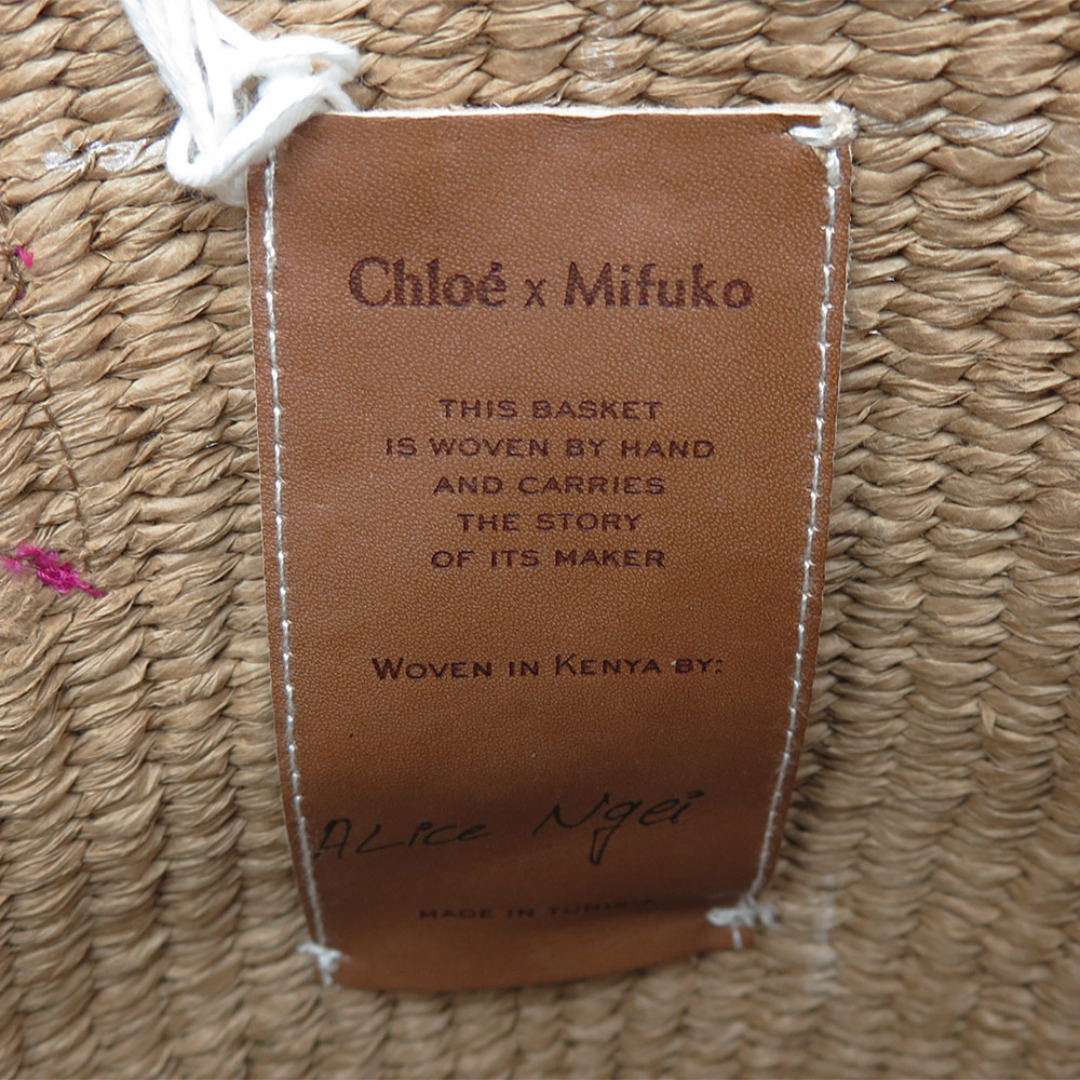 Chloé x Mifuko
THIS BASKET
IS WOVEN BY HAND
AND CARRIES
THE STORY
OF ITS MAKER
WOVEN IN KENYA BY:
ALice Ngei
MADE IN TUNISIA